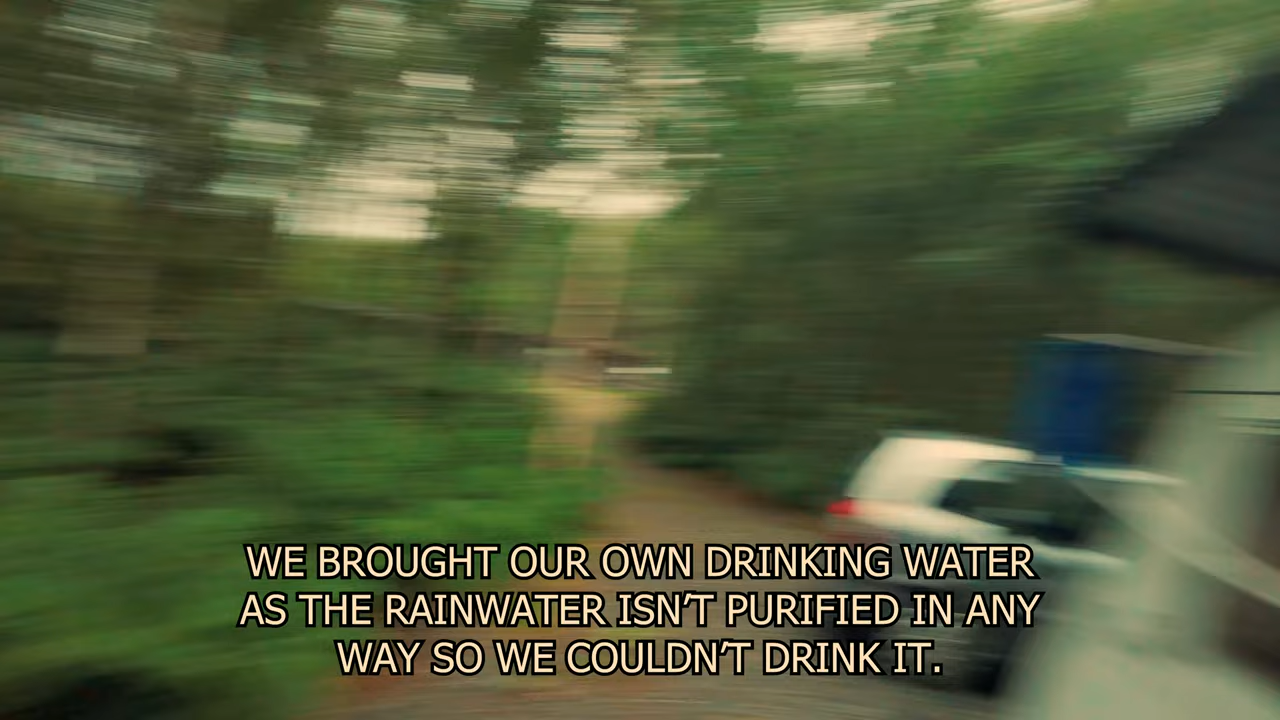 WE BROUGHT OUR OWN DRINKING WATER
AS THE RAINWATER ISN'T PURIFIED IN ANY
WAY SO WE COULDN'T DRINK IT.